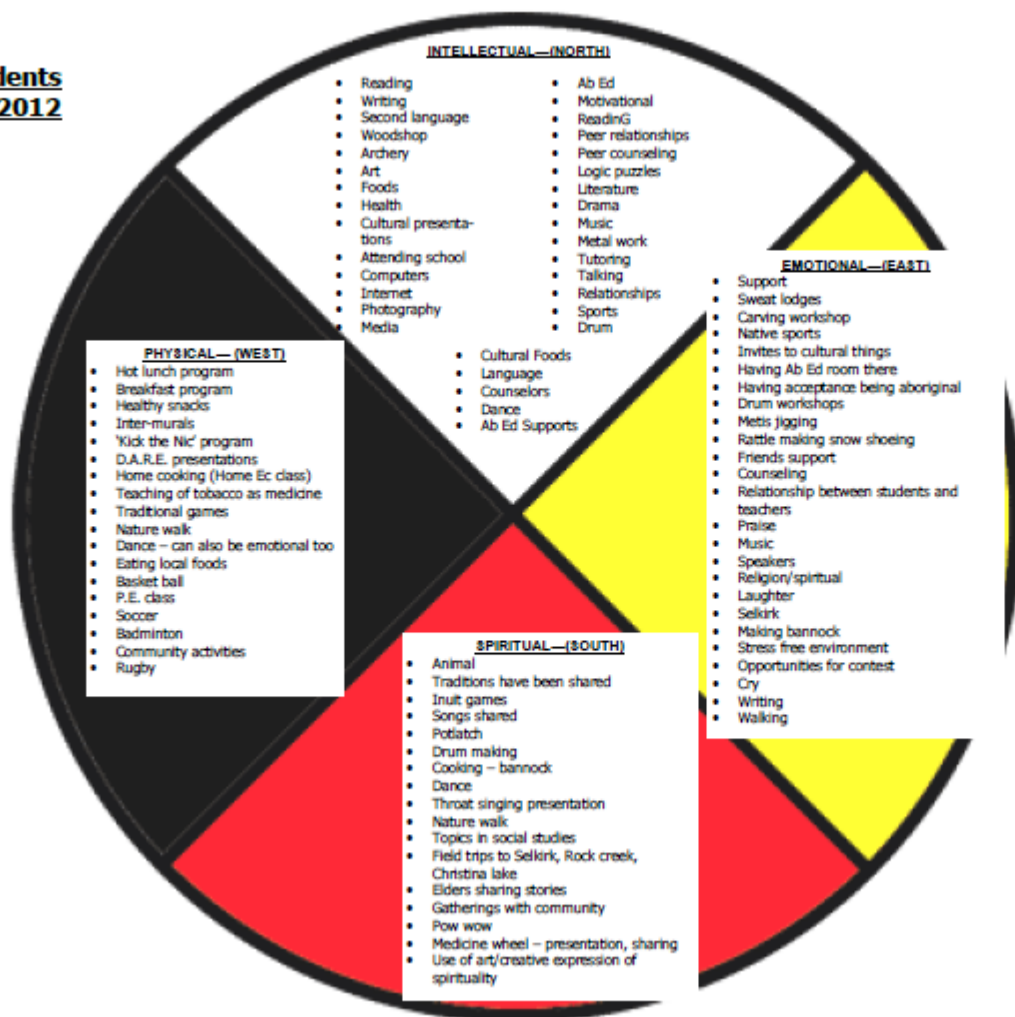 dents
2012
INTELLECTUAL—(NORTH)
• Reading
• Writing
• Second language
• Woodshop
• Archery
• Art
• Foods
• Health
• Cultural presenta-
tions
• Attending school
• Computers
• Internet
• Photography
• Media
• Ab Ed
• Motivational
• ReadinG
• Peer relationships
• Peer counseling
• Logic puzzles
• Literature
• Drama
• Music
• Metal work
• Tutoring
• Talking
• Relationships
• Sports
• Drum
• Cultural Foods
• Language
• Counselors
• Dance
• Ab Ed Supports
EMOTIONAL—(EAST)
• Support
• Sweat lodges
• Carving workshop
• Native sports
• Invites to cultural things
• Having Ab Ed room there
• Having acceptance being aboriginal
• Drum workshops
• Metis jigging
• Rattle making snow shoeing
• Friends support
• Counseling
• Relationship between students and
teachers
• Praise
• Music
• Speakers
• Religion/spiritual
• Laughter
• Selkirk
• Making bannock
• Stress free environment
• Opportunities for contest
• Cry
• Writing
• Walking
PHYSICAL— (WEST)
• Hot lunch program
• Breakfast program
• Healthy snacks
• Inter-murals
• 'Kick the Nic' program
• D.A.R.E. presentations
• Home cooking (Home Ec class)
• Teaching of tobacco as medicine
• Traditional games
• Nature walk
• Dance – can also be emotional too
• Eating local foods
• Basket ball
• P.E. class
• Soccer
• Badminton
• Community activities
• Rugby
SPIRITUAL—(SOUTH)
• Animal
• Traditions have been shared
• Inuit games
• Songs shared
• Potlatch
• Drum making
• Cooking – bannock
• Dance
• Throat singing presentation
• Nature walk
• Topics in social studies
• Field trips to Selkirk, Rock creek,
Christina lake
• Elders sharing stories
• Gatherings with community
• Pow wow
• Medicine wheel – presentation, sharing
• Use of art/creative expression of
spirituality